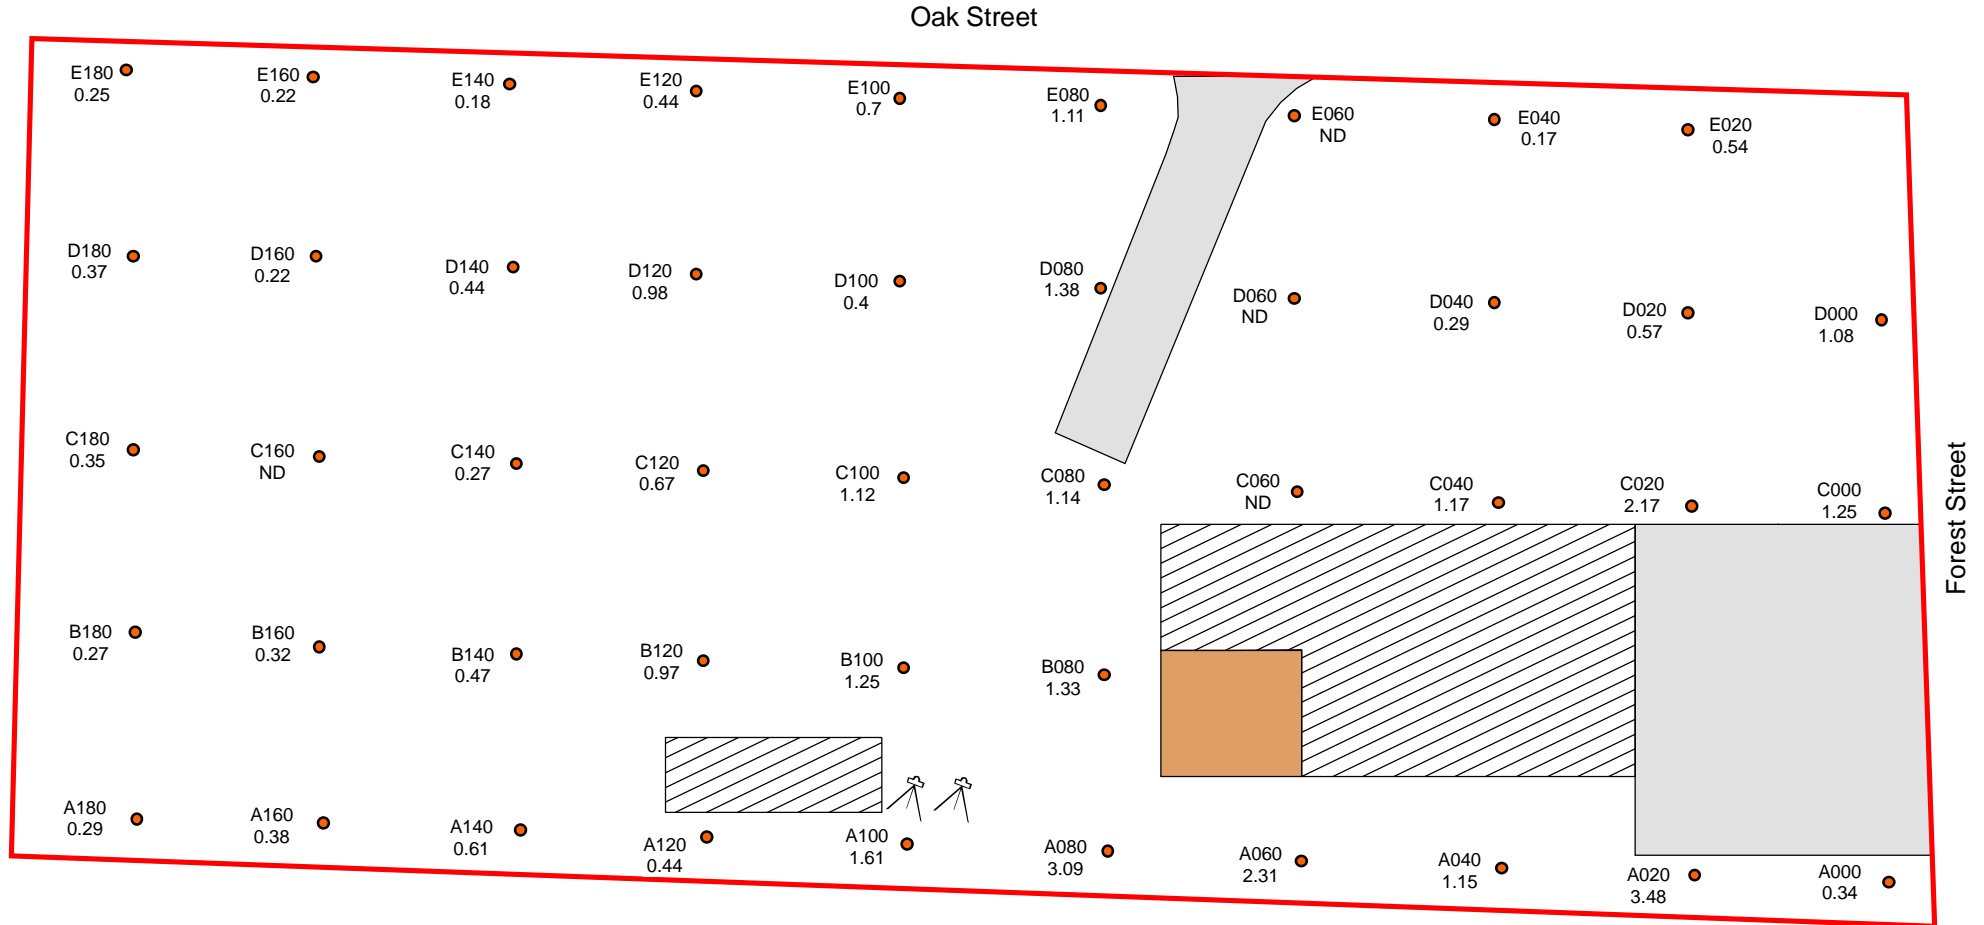 Oak Street
E180
0.25
E160
0.22
E140
0.18
E120
0.44
E100
0.7
E080
1.11
E060
ND
E040
0.17
E020
0.54
D180
0.37
D160
0.22
D140
0.44
D120
0.98
D100
0.4
D080
1.38
D060
ND
D040
0.29
D020
0.57
D000
1.08
C180
0.35
C160
ND
C140
0.27
C120
0.67
C100
1.12
C080
1.14
C060
ND
C040
1.17
C020
2.17
C000
1.25
Forest Street
B180
0.27
B160
0.32
B140
0.47
B120
0.97
B100
1.25
B080
1.33
A180
0.29
A160
0.38
A140
0.61
A120
0.44
A100
1.61
A080
3.09
A060
2.31
A040
1.15
A020
3.48
A000
0.34